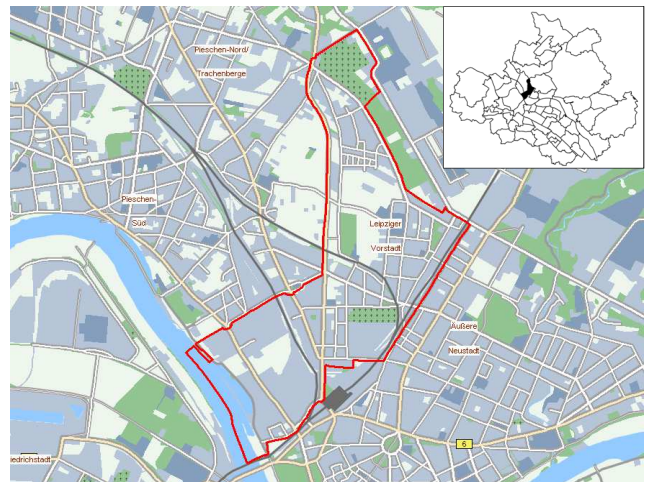 Pieschen-Nord/
Trachenberge
Pieschen-
Süd
Leipziger
Vorstadt
Äußere
Neustadt
6
iedrichstadt